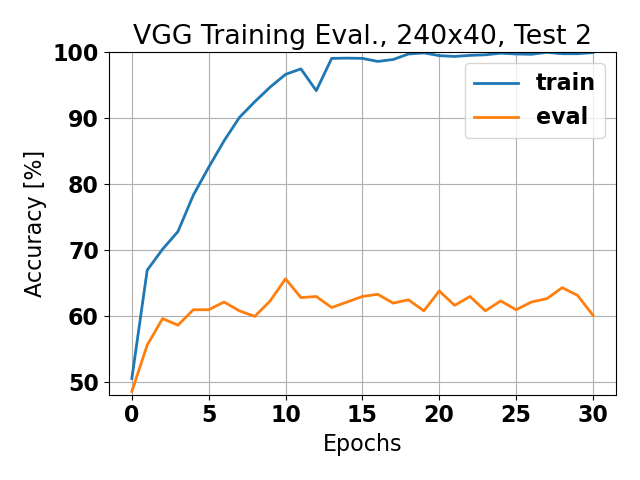 VGG Training Eval., 240x40, Test 2
100
90
80
70
60
50
Accuracy [%]
train
eval
0 5 10 15 20 25 30
Epochs